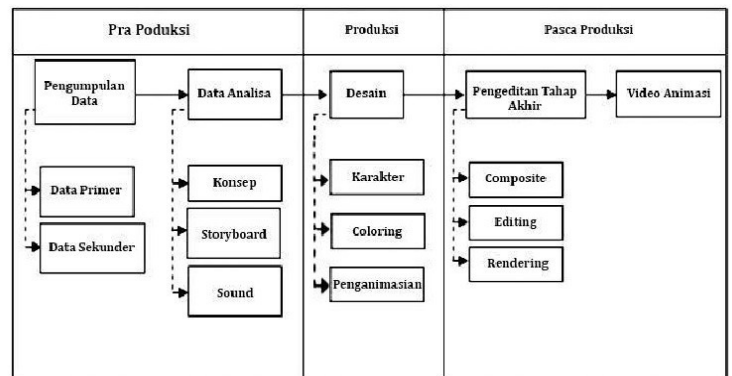 Pra Poduksi
Produksi
Pasca Produksi
Pengumpulan
Data
Data Analisa
Desain
Pengeditan Tahap
Akhir
Video Animasi
Data Primer
Data Sekunder
Konsep
Storyboard
Sound
Karakter
Coloring
Penganimasian
Composite
Editing
Rendering